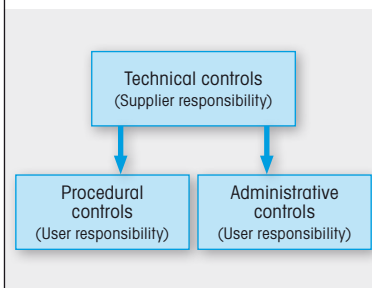 Technical controls
(Supplier responsibility)
Procedural
controls
(User responsibility)
Administrative
controls
(User responsibility)